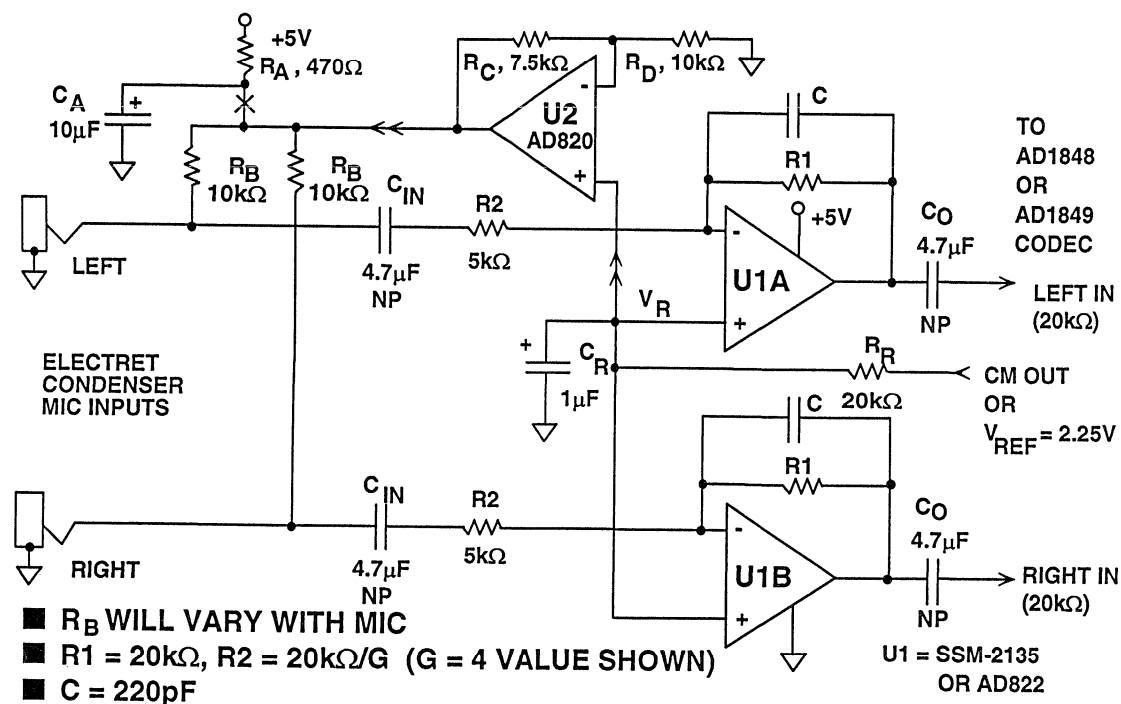 +5V
R_A, 470Ω
C_A
10µF
+
R_C, 7.5kΩ
R_D, 10kΩ
-
U2
AD820
+
R_B
10kΩ
R_B
10kΩ
C
R1
+5V
TO
AD1848
OR
AD1849
CODEC
LEFT
C_IN
4.7µF
NP
R2
5kΩ
-
U1A
+
C_O
4.7µF
NP
LEFT IN
(20kΩ)
V_R
+
C_R
1µF
R_R
20kΩ
CM OUT
OR
V_REF = 2.25V
ELECTRET
CONDENSER
MIC INPUTS
C
R1
RIGHT
C_IN
4.7µF
NP
R2
5kΩ
-
U1B
+
C_O
4.7µF
NP
RIGHT IN
(20kΩ)
■ R_B WILL VARY WITH MIC
■ R1 = 20kΩ, R2 = 20kΩ/G (G = 4 VALUE SHOWN)
■ C = 220pF
U1 = SSM-2135
OR AD822